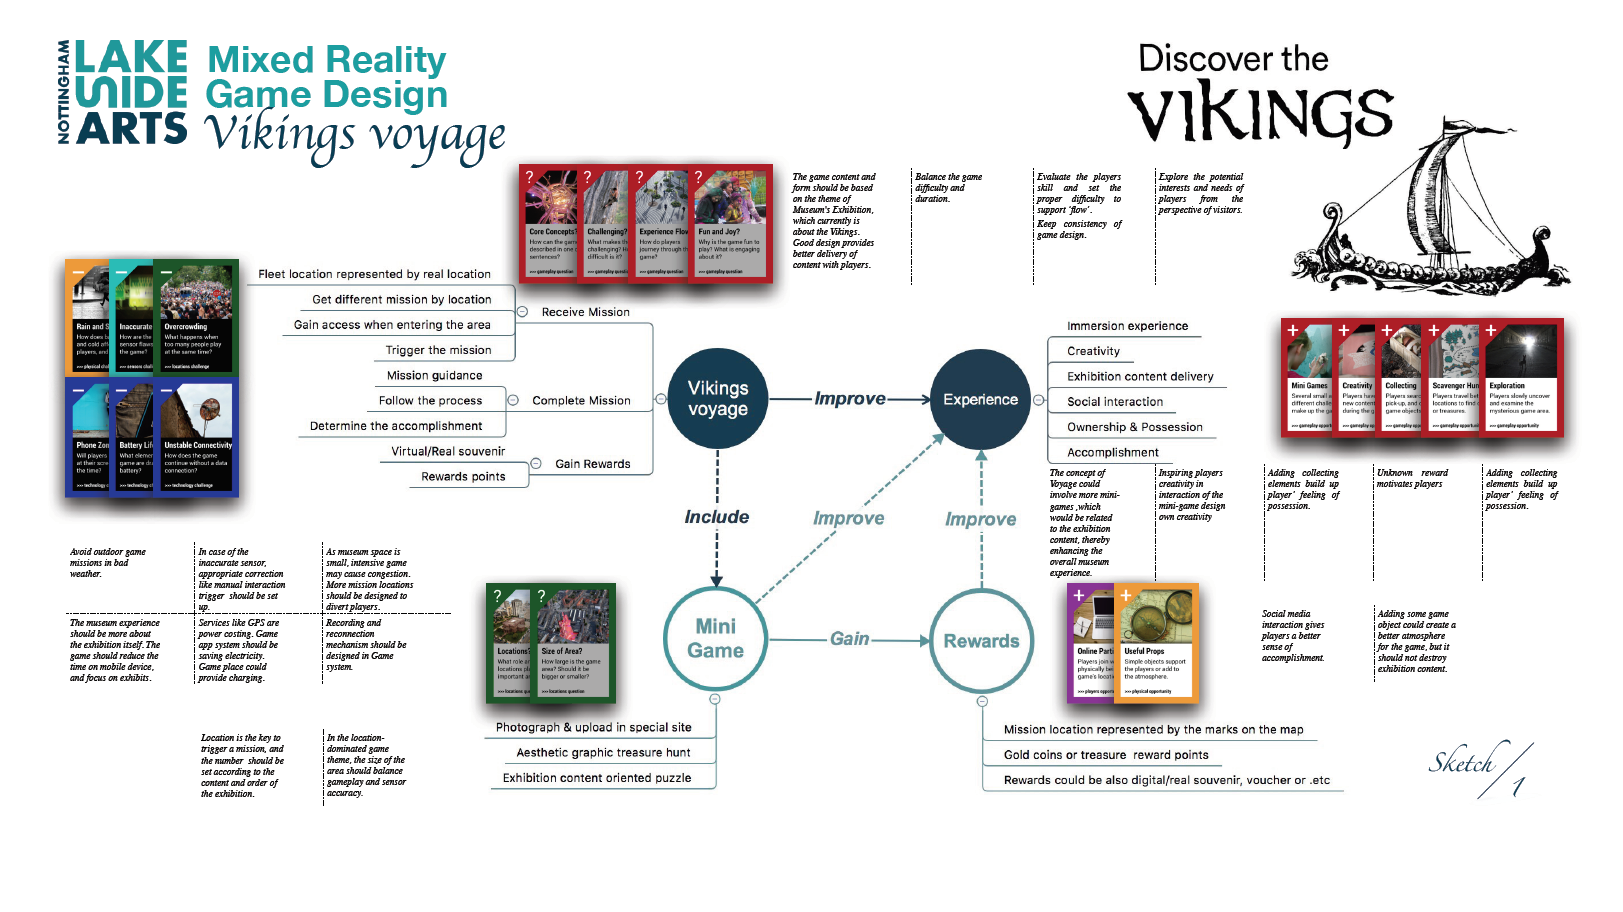 NOTTINGHAM
LAKE
SIDE
ARTS
Mixed Reality
Game Design
Vikings voyage
Discover the
VIKINGS
?
Core Concepts?
How can the game
described in one
sentences?
>>> gameplay question
?
Challenging?
What makes
challenging?
difficult is it?
>>> gameplay
?
Experience Flow
How do players
journey through
game?
>>> gameplay
?
Fun and Joy?
Why is the game fun to
play? What is engaging
about it?
>>> gameplay question
The game content and
form should be based
on the theme of
Museum's Exhibition,
which currently is
about the Vikings.
Good design provides
better delivery of
content with players.
Balance the game
difficulty and
duration.
Evaluate the players
skill and set the
proper difficulty to
support 'flow'.
Keep consistency of
game design.
Explore the potential
interests and needs of
players from the
perspective of visitors.
Rain and
How does
and cold
players, and
>>> physical
Inaccurate
How are the
sensor flaws
the game?
>>> sensors
Overcrowding
What happens when
too many people play
at the same time?
>>> locations challenge
Phone
Will players
at their
the time?
>>> technology
Battery
What
game are
battery?
>>> technology
Unstable Connectivity
How does the game
continue without a data
connection?
>>> technology challenge
Fleet location represented by real location
Get different mission by location
Gain access when entering the area
Trigger the mission
Receive Mission
Mission guidance
Follow the process
Determine the accomplishment
Complete Mission
Virtual/Real souvenir
Rewards points
Gain Rewards
Vikings
voyage
Improve
Experience
Immersion experience
Creativity
Exhibition content delivery
Social interaction
Ownership & Possession
Accomplishment
+
Mini Games
Several small
different
make up the
>>> gameplay
+
Creativity
Players have
new content
during the
>>> gameplay
+
Collecting
Players
pick-up, and
game objects
>>> gameplay
+
Scavenger
Players travel
locations to find
or treasures.
>>> gameplay
+
Exploration
Players slowly uncover
and examine the
mysterious game area.
>>> gameplay opportunity
The concept of
Voyage could
involve more mini-
games ,which
would be related
to the exhibition
content, thereby
enhancing the
overall museum
experience.
Inspiring players
creativity in
interaction of the
mini-game design
own creativity
Adding collecting
elements build up
player' feeling of
possession.
Unknown reward
motivates players
Adding collecting
elements build up
player' feeling of
possession.
Include
Improve
Improve
Avoid outdoor game
missions in bad
weather.
In case of the
inaccurate sensor,
appropriate correction
like manual interaction
trigger should be set
up.
As museum space is
small, intensive game
may cause congestion.
More mission locations
should be designed to
divert players.
The museum experience
should be more about
the exhibition itself. The
game should reduce the
time on mobile device,
and focus on exhibits.
Services like GPS are
power costing. Game
app system should be
saving electricity.
Game place could
provide charging.
Recording and
reconnection
mechanism should be
designed in Game
system.
?
Locations?
What role
locations
important
>>> locations
?
Size of Area?
How large is the game
area? Should it be
bigger or smaller?
>>> locations question
Mini
Game
Gain
Rewards
+
Online
Players join
physically
game's
>>> players
+
Useful Props
Simple objects support
the players or add to
the atmosphere.
>>> physical opportunity
Social media
interaction gives
players a better
sense of
accomplishment.
Adding some game
object could create a
better atmosphere
for the game, but it
should not destroy
exhibition content.
Location is the key to
trigger a mission, and
the number should be
set according to the
content and order of
the exhibition.
In the location-
dominated game
theme, the size of the
area should balance
gameplay and sensor
accuracy.
Photograph & upload in special site
Aesthetic graphic treasure hunt
Exhibition content oriented puzzle
Mission location represented by the marks on the map
Gold coins or treasure reward points
Rewards could be also digital/real souvenir, voucher or .etc
Sketch/1